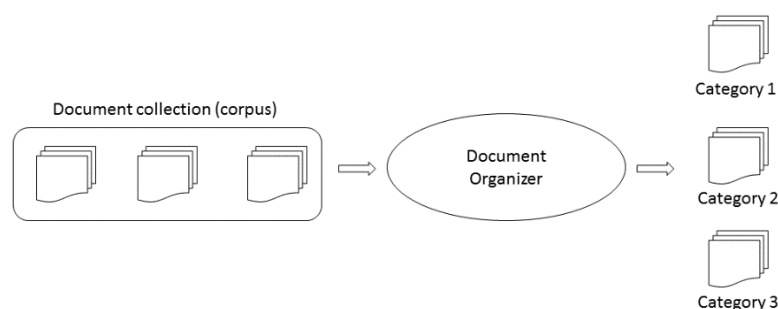 Document collection (corpus)
Document
Organizer
Category 1
Category 2
Category 3